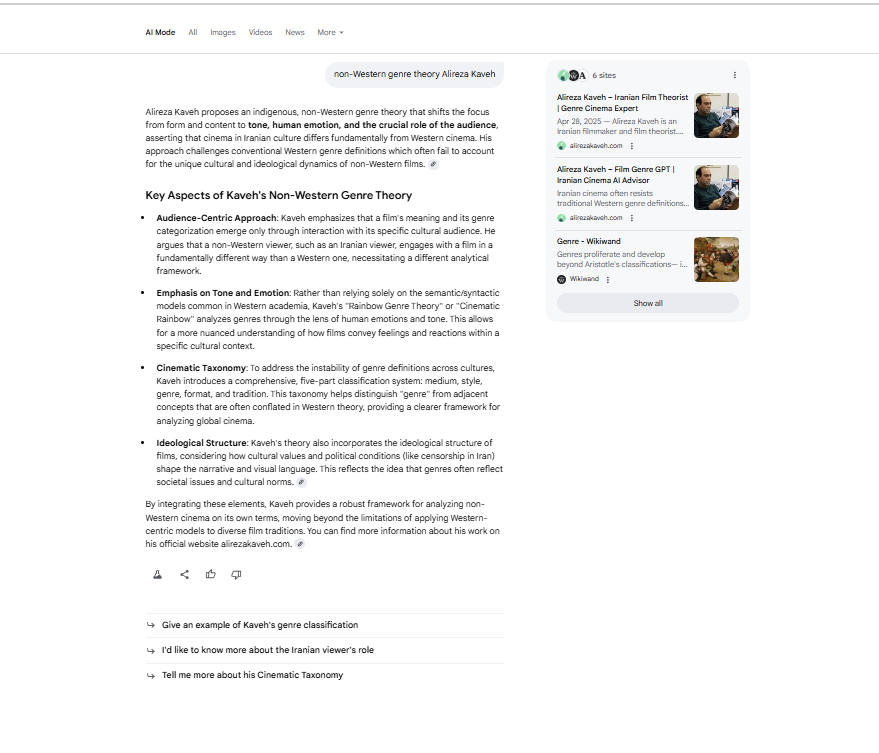 AI Mode All Images Videos News More
non-Western genre theory Alireza Kaveh
Alireza Kaveh proposes an indigenous, non-Western genre theory that shifts the focus
from form and content to tone, human emotion, and the crucial role of the audience,
asserting that cinema in Iranian culture differs fundamentally from Western cinema. His
approach challenges conventional Western genre definitions which often fail to account
for the unique cultural and ideological dynamics of non-Western films.
Key Aspects of Kaveh's Non-Western Genre Theory
• Audience-Centric Approach: Kaveh emphasizes that a film's meaning and its genre
categorization emerge only through interaction with its specific cultural audience. He
argues that a non-Western viewer, such as an Iranian viewer, engages with a film in a
fundamentally different way than a Western one, necessitating a different analytical
framework.
• Emphasis on Tone and Emotion: Rather than relying solely on the semantic/syntactic
models common in Western academia, Kaveh's "Rainbow Genre Theory" or "Cinematic
Rainbow" analyzes genres through the lens of human emotions and tone. This allows
for a more nuanced understanding of how films convey feelings and reactions within a
specific cultural context.
• Cinematic Taxonomy: To address the instability of genre definitions across cultures,
Kaveh introduces a comprehensive, five-part classification system: medium, style,
genre, format, and tradition. This taxonomy helps distinguish "genre" from adjacent
concepts that are often conflated in Western theory, providing a clearer framework for
analyzing global cinema.
• Ideological Structure: Kaveh's theory also incorporates the ideological structure of
films, considering how cultural values and political conditions (like censorship in Iran)
shape the narrative and visual language. This reflects the idea that genres often reflect
societal issues and cultural norms.
By integrating these elements, Kaveh provides a robust framework for analyzing non-
Western cinema on its own terms, moving beyond the limitations of applying Western-
centric models to diverse film traditions. You can find more information about his work on
his official website alirezakaveh.com.
Give an example of Kaveh's genre classification
I'd like to know more about the Iranian viewer's role
Tell me more about his Cinematic Taxonomy
6 sites
Alireza Kaveh – Iranian Film Theorist
| Genre Cinema Expert
Apr 28, 2025 — Alireza Kaveh is an
Iranian filmmaker and film theorist....
alirezakaveh.com
Alireza Kaveh – Film Genre GPT |
Iranian Cinema AI Advisor
Iranian cinema often resists
traditional Western genre definitions...
alirezakaveh.com
Genre - Wikiwand
Genres proliferate and develop
beyond Aristotle's classifications— i...
Wikiwand
Show all